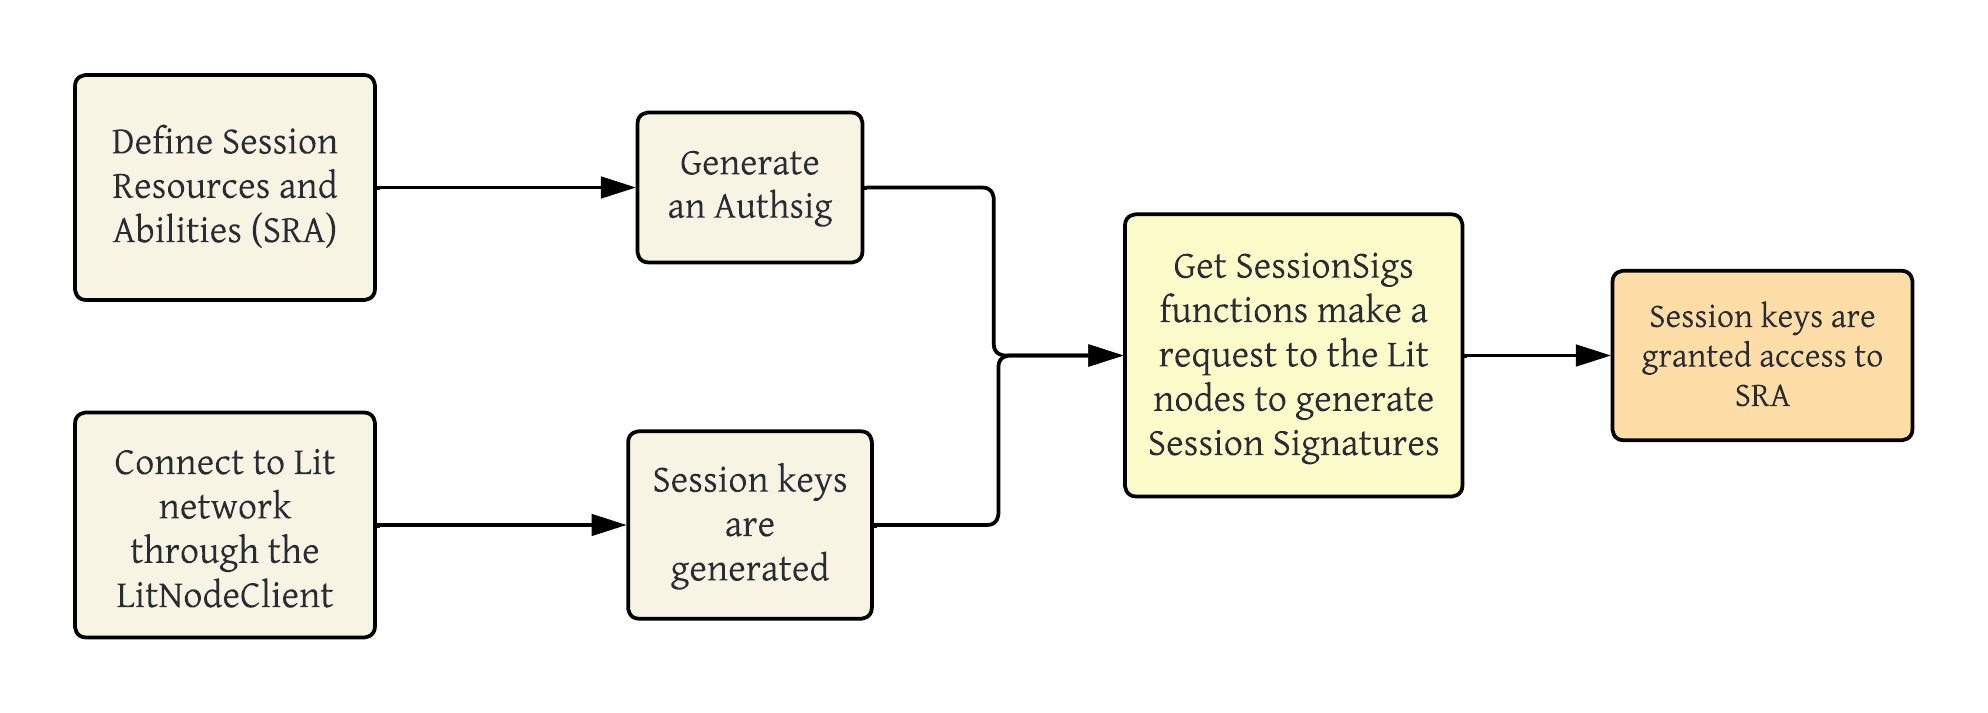 Define Session
Resources and
Abilities (SRA)
Generate
an Authsig
Connect to Lit
network
through the
LitNodeClient
Session keys
are
generated
Get SessionSigs
functions make a
request to the Lit
nodes to generate
Session Signatures
Session keys are
granted access to
SRA